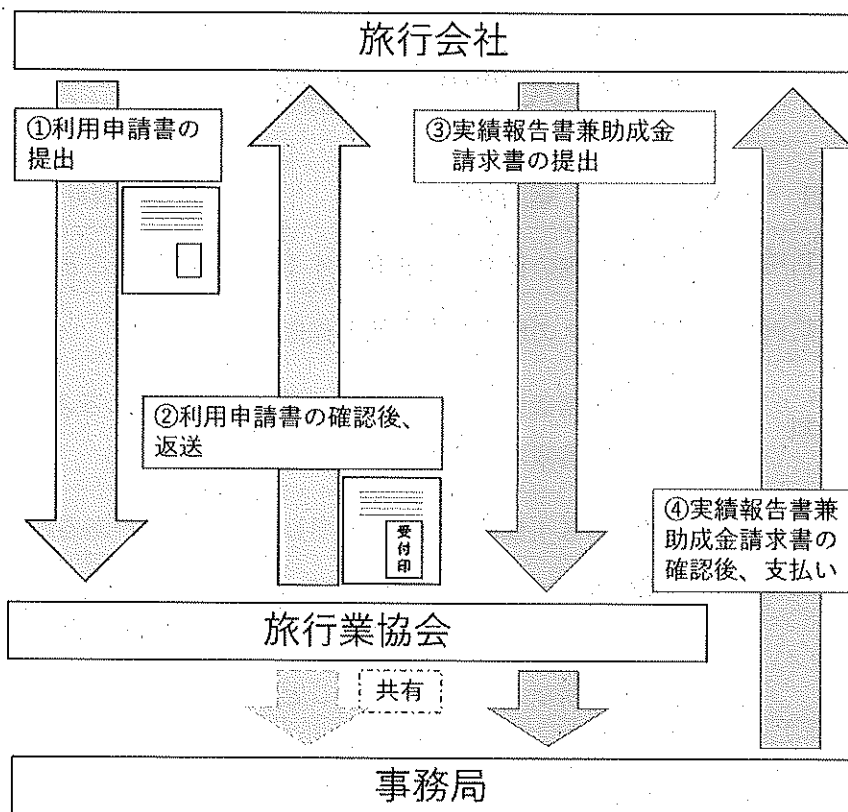 旅行会社
①利用申請書の
提出
③実績報告書兼助成金
請求書の提出
②利用申請書の確認後、
返送
受付印
④実績報告書兼
助成金請求書の
確認後、支払い
旅行業協会
共有
事務局